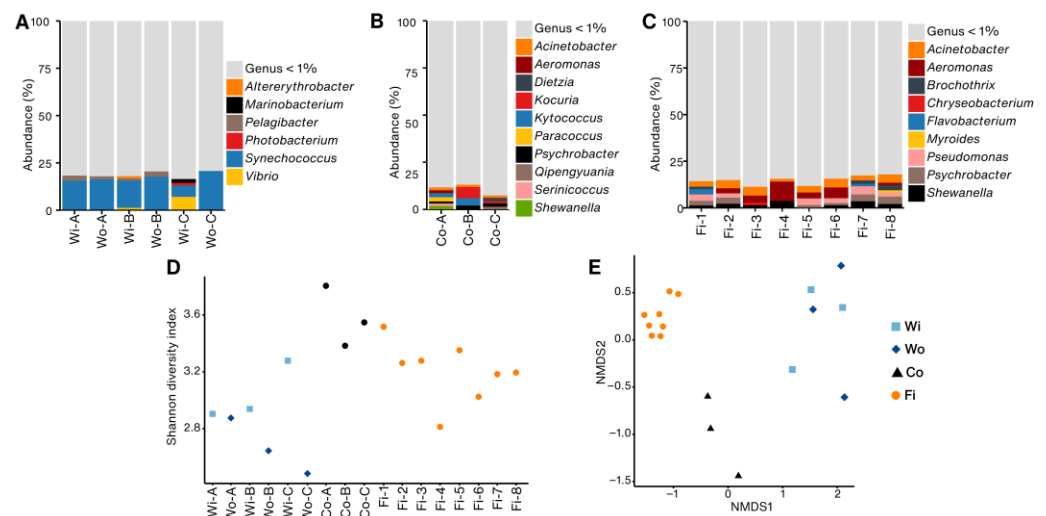 A
Abundance (%)
100
75
50
25
0
Wi-A
Wo-A
Wi-B
Wo-B
Wi-C
Wo-C
Genus < 1%
Altererythrobacter
Marinobacterium
Pelagibacter
Photobacterium
Synechococcus
Vibrio
B
Abundance (%)
100
75
50
25
0
Co-A
Co-B
Co-C
Genus < 1%
Acinetobacter
Aeromonas
Dietzia
Kocuria
Kytococcus
Paracoccus
Psychrobacter
Qipengyuania
Serinicoccus
Shewanella
C
Abundance (%)
100
75
50
25
0
Fi-1
Fi-2
Fi-3
Fi-4
Fi-5
Fi-6
Fi-7
Fi-8
Genus < 1%
Acinetobacter
Aeromonas
Brochothrix
Chryseobacterium
Flavobacterium
Myroides
Pseudomonas
Psychrobacter
Shewanella
D
Shannon diversity index
3.6
3.2
2.8
Wi-A
Wo-A
Wi-B
Wo-B
Wi-C
Wo-C
Co-A
Co-B
Co-C
Fi-1
Fi-2
Fi-3
Fi-4
Fi-5
Fi-6
Fi-7
Fi-8
E
NMDS2
0.5
0.0
−0.5
−1.0
−1.5
−1
0
1
2
NMDS1
Wi
Wo
Co
Fi